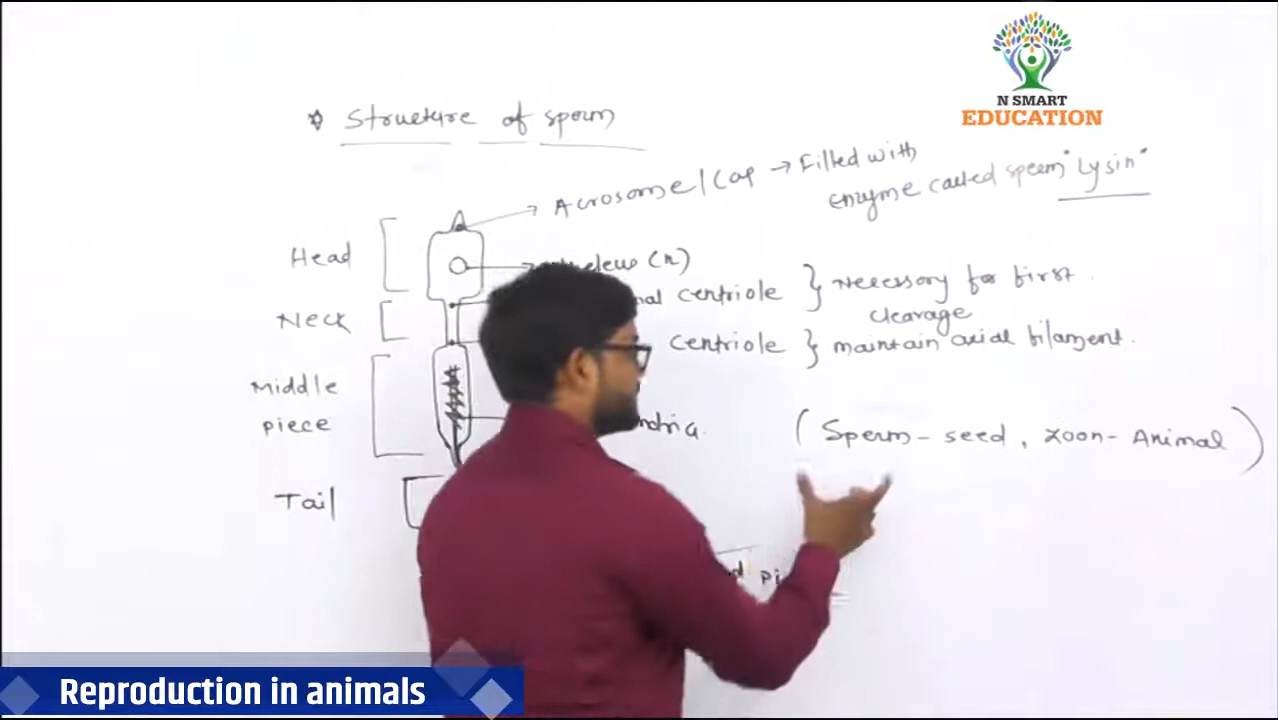 N SMART
EDUCATION
Structure of sperm
Acrosome/Cap → Filled with
enzyme called sperm "Lysin"
Head
(n)
centriole } Necessary for first
cleavage
Neck
centriole } maintain axial filament.
Middle
piece
(Sperm - seed, zoon - Animal)
Tail
Reproduction in animals